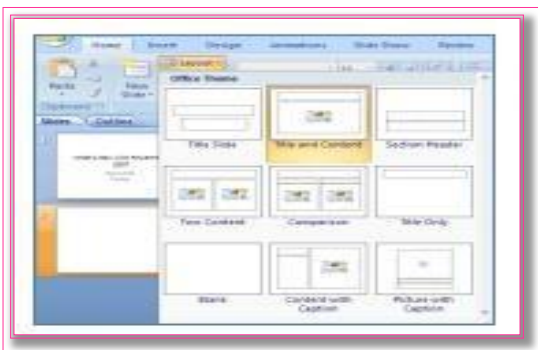 Home Insert Design Animations Slide Show Review
Layout
Paste New Slide
Clipboard
Slides Outline
Office Theme
Title Slide Title and Content Section Header
Two Content Comparison Title Only
Blank Content with Caption Picture with Caption